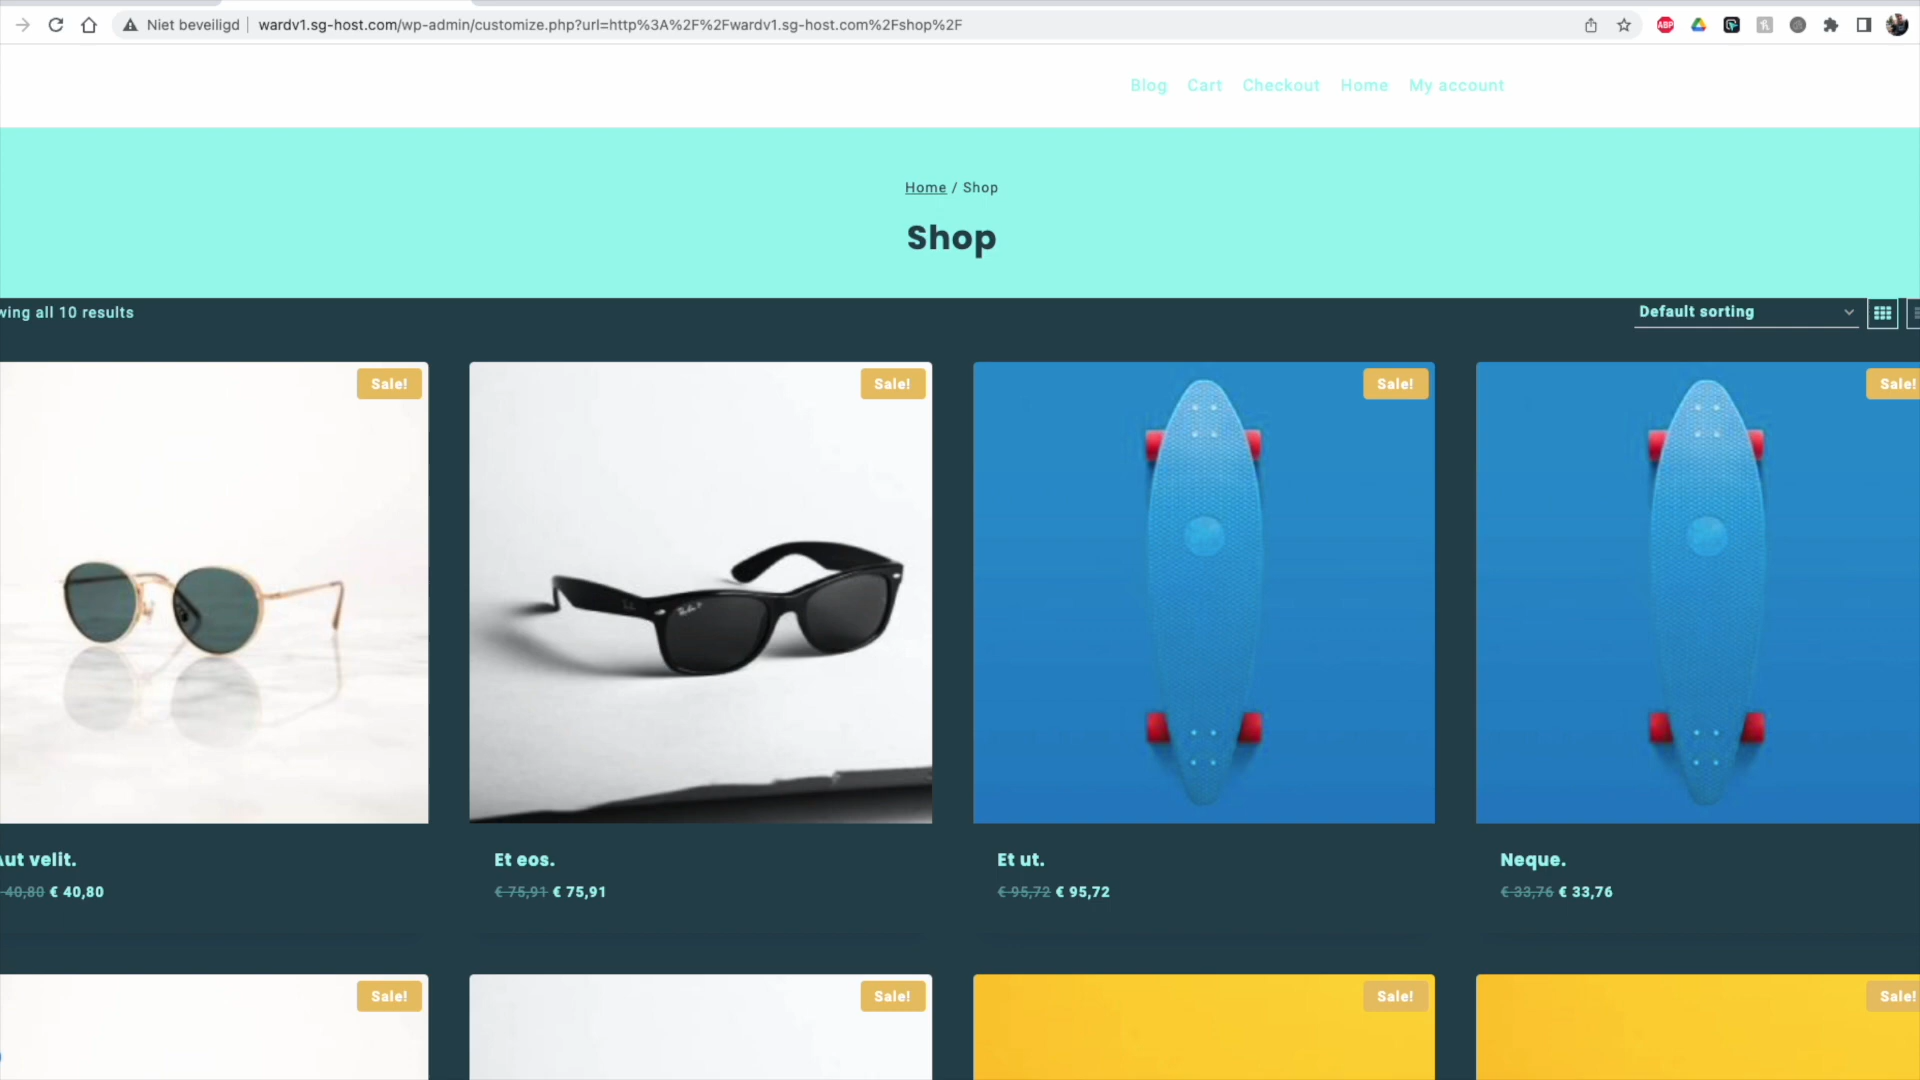 Niet beveiligd wardv1.sg-host.com/wp-admin/customize.php?url=http%3A%2F%2Fwardv1.sg-host.com%2Fshop%2F
ABP
Blog Cart Checkout Home My account
Home / Shop
Shop
wing all 10 results
Default sorting
Sale! Sale! Sale! Sale!
Aut velit. Et eos. Et ut. Neque.
40,80 € 40,80 € 75,91 € 75,91 € 95,72 € 95,72 € 33,76 € 33,76
Sale! Sale! Sale! Sale!